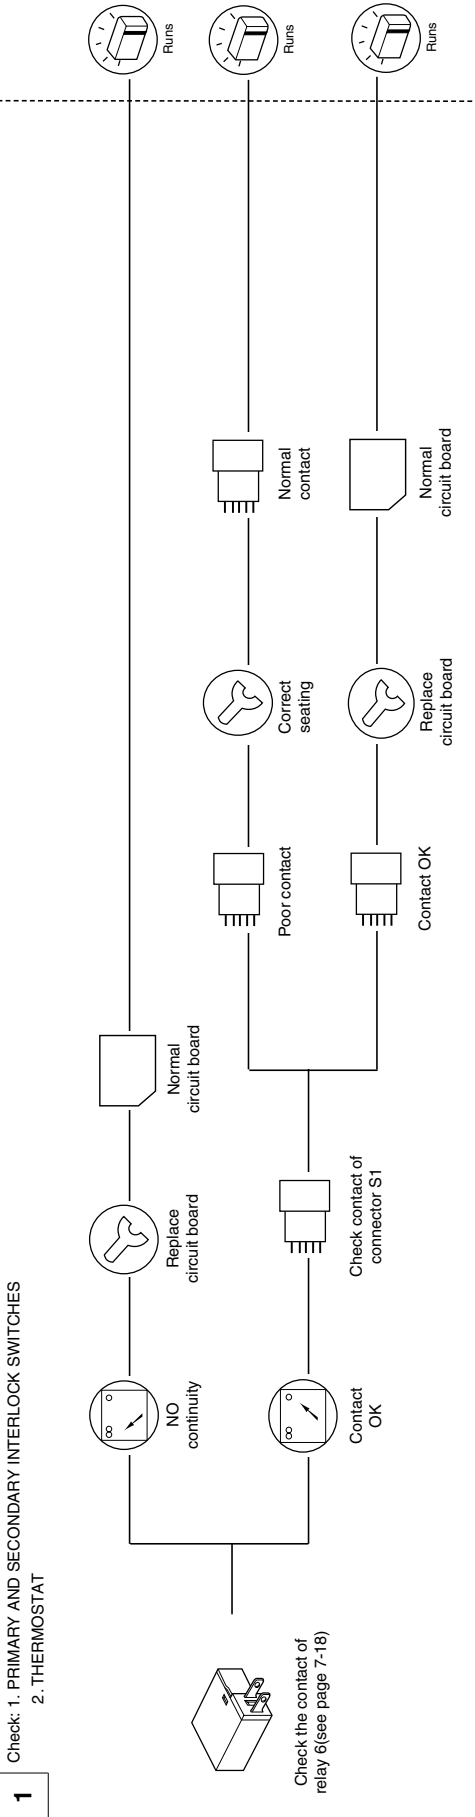 1
Check: 1. PRIMARY AND SECONDARY INTERLOCK SWITCHES
2. THERMOSTAT
Check the contact of
relay 6(see page 7-18)
NO
continuity
Replace
circuit board
Normal
circuit board
Runs
Contact
OK
Check contact of
connector S1
Poor contact
Correct
seating
Normal
contact
Runs
Contact OK
Replace
circuit board
Normal
circuit board
Runs